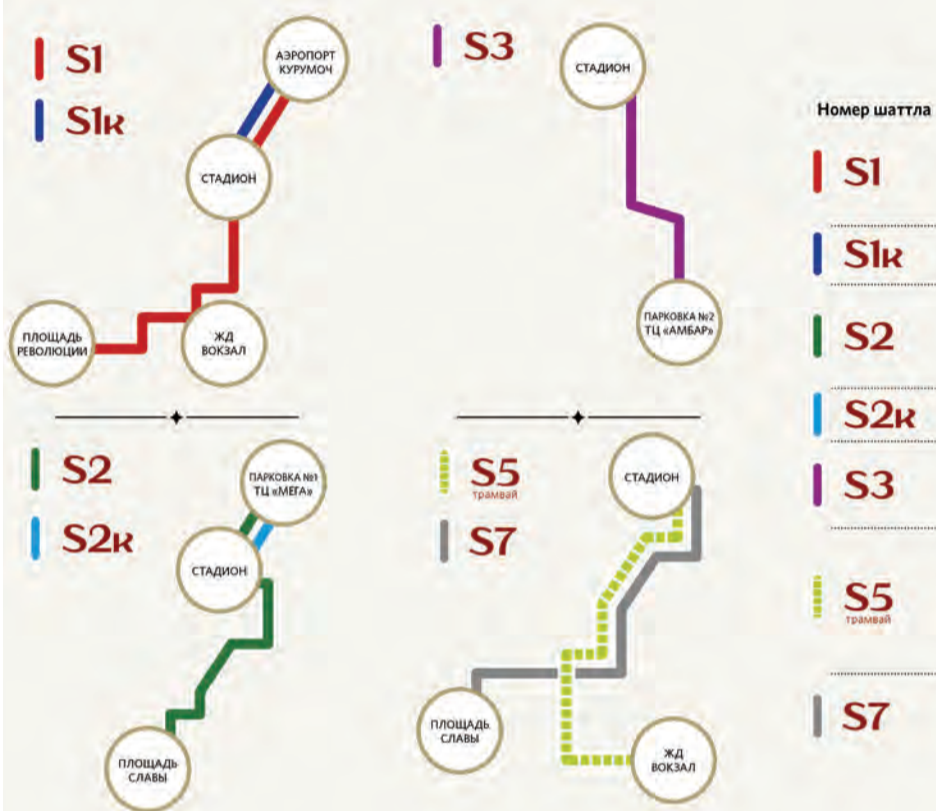 S1
S1к
АЭРОПОРТ
КУРУМОЧ
СТАДИОН
ПЛОЩАДЬ
РЕВОЛЮЦИИ
ЖД
ВОКЗАЛ
S3
СТАДИОН
ПАРКОВКА №2
ТЦ «АМБАР»
S2
S2к
ПАРКОВКА №1
ТЦ «МЕГА»
СТАДИОН
ПЛОЩАДЬ
СЛАВЫ
S5
трамвай
S7
СТАДИОН
ПЛОЩАДЬ
СЛАВЫ
ЖД
ВОКЗАЛ
Номер шаттла
S1
S1к
S2
S2к
S3
S5
трамвай
S7